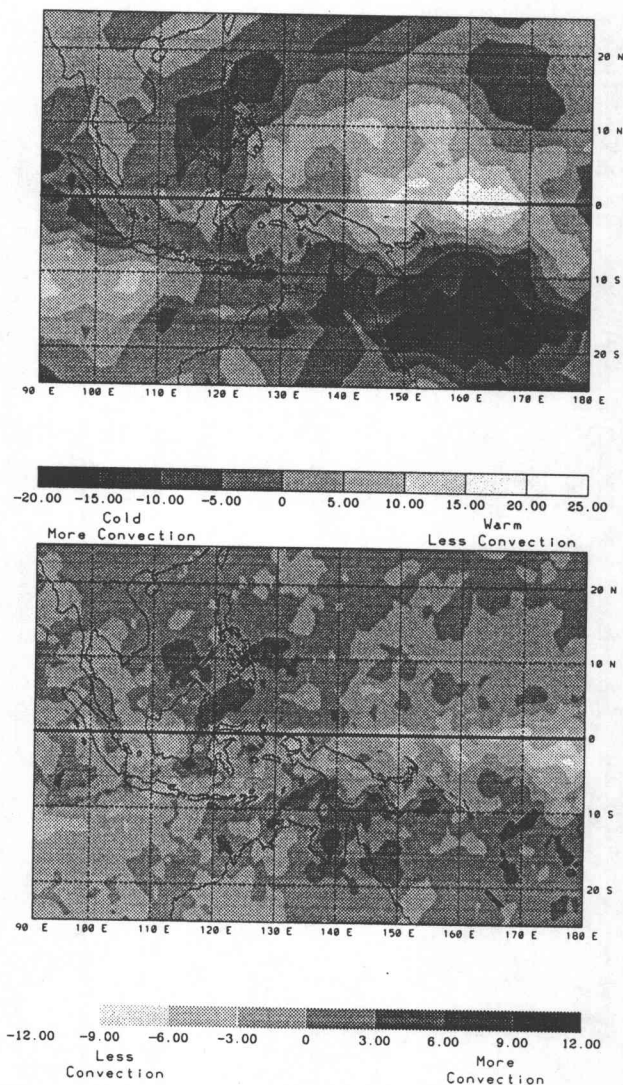 20 N
10 N
0
10 S
20 S
90 E 100 E 110 E 120 E 130 E 140 E 150 E 160 E 170 E 180 E
-20.00 -15.00 -10.00 -5.00 0 5.00 10.00 15.00 20.00 25.00
Cold Warm
More Convection Less Convection
20 N
10 N
0
10 S
20 S
90 E 100 E 110 E 120 E 130 E 140 E 150 E 160 E 170 E 180 E
-12.00 -9.00 -6.00 -3.00 0 3.00 6.00 9.00 12.00
Less More
Convection Convection